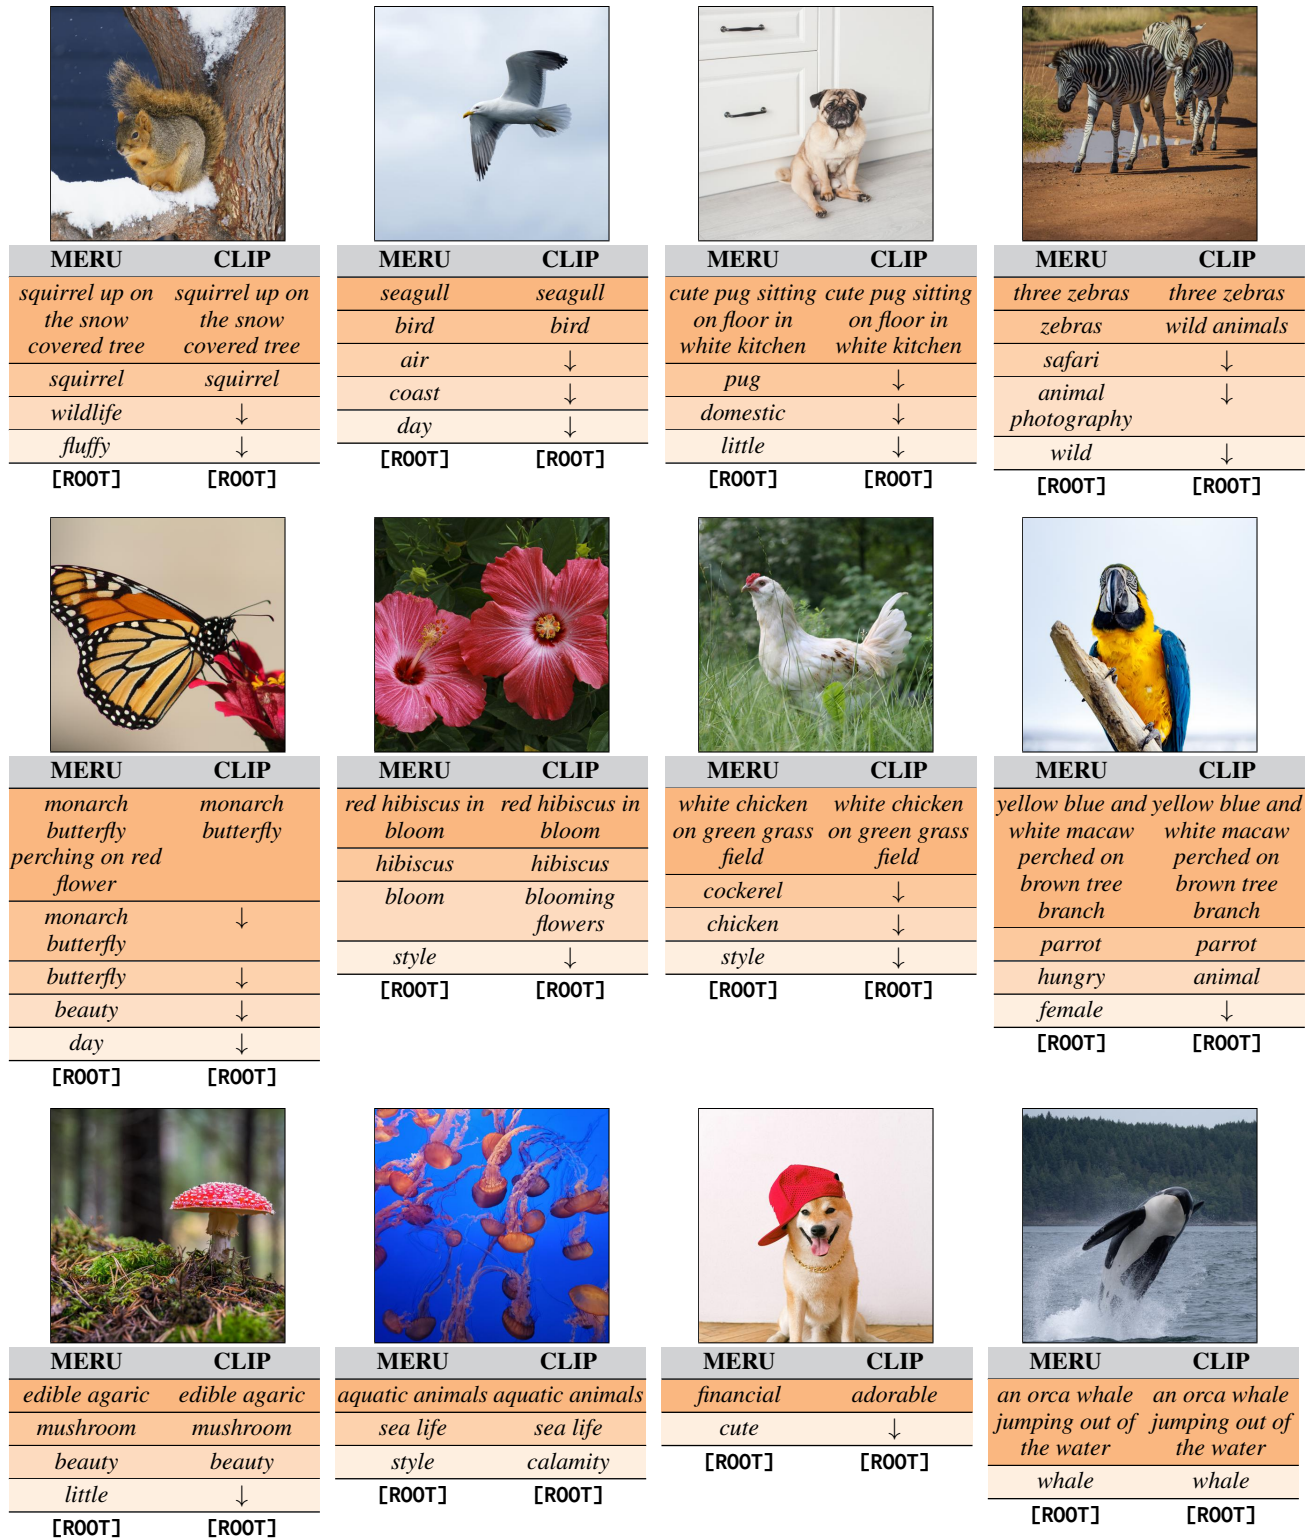 MERU CLIP
squirrel up on squirrel up on
the snow the snow
covered tree covered tree
squirrel squirrel
wildlife ↓
fluffy ↓
[ROOT] [ROOT]
MERU CLIP
seagull seagull
bird bird
air ↓
coast ↓
day ↓
[ROOT] [ROOT]
MERU CLIP
cute pug sitting cute pug sitting
on floor in on floor in
white kitchen white kitchen
pug ↓
domestic ↓
little ↓
[ROOT] [ROOT]
MERU CLIP
three zebras three zebras
zebras wild animals
safari ↓
animal ↓
photography
wild ↓
[ROOT] [ROOT]
MERU CLIP
monarch monarch
butterfly butterfly
perching on red
flower
monarch ↓
butterfly
butterfly ↓
beauty ↓
day ↓
[ROOT] [ROOT]
MERU CLIP
red hibiscus in red hibiscus in
bloom bloom
hibiscus hibiscus
bloom blooming
flowers
style ↓
[ROOT] [ROOT]
MERU CLIP
white chicken white chicken
on green grass on green grass
field field
cockerel ↓
chicken ↓
style ↓
[ROOT] [ROOT]
MERU CLIP
yellow blue and yellow blue and
white macaw white macaw
perched on perched on
brown tree brown tree
branch branch
parrot parrot
hungry animal
female ↓
[ROOT] [ROOT]
MERU CLIP
edible agaric edible agaric
mushroom mushroom
beauty beauty
little ↓
[ROOT] [ROOT]
MERU CLIP
aquatic animals aquatic animals
sea life sea life
style calamity
[ROOT] [ROOT]
MERU CLIP
financial adorable
cute ↓
[ROOT] [ROOT]
MERU CLIP
an orca whale an orca whale
jumping out of jumping out of
the water the water
whale whale
[ROOT] [ROOT]